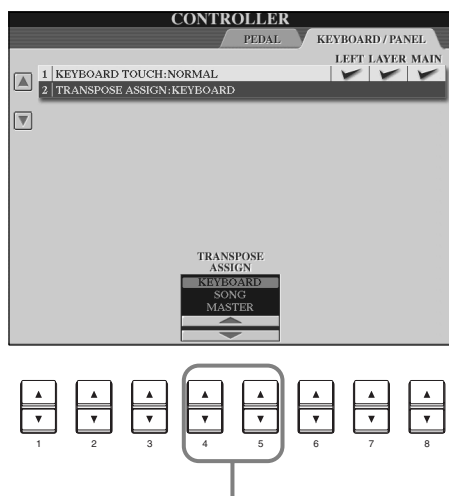 CONTROLLER
PEDAL KEYBOARD / PANEL
LEFT LAYER MAIN
1 KEYBOARD TOUCH:NORMAL
2 TRANSPOSE ASSIGN:KEYBOARD
TRANSPOSE
ASSIGN
KEYBOARD
SONG
MASTER
1 2 3 4 5 6 7 8